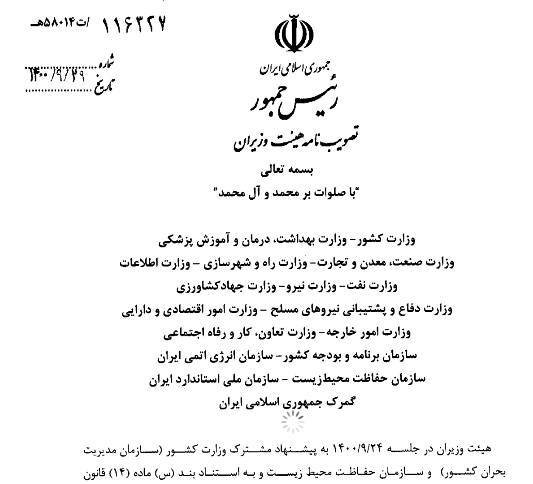 ۱۱۶۳۲۷ /ت۵۸۰۱۴هـ
شماره
۱۴۰۰/۹/۲۹
تاریخ
جمهوری اسلامی ایران
رئیس جمهور
تصویب نامه هیئت وزیران
بسمه تعالی
"با صلوات بر محمد و آل محمد"
وزارت کشور – وزارت بهداشت، درمان و آموزش پزشکی
وزارت صنعت، معدن و تجارت – وزارت راه و شهرسازی – وزارت اطلاعات
وزارت نفت – وزارت نیرو – وزارت جهادکشاورزی
وزارت دفاع و پشتیبانی نیروهای مسلح – وزارت امور اقتصادی و دارایی
وزارت امور خارجه – وزارت تعاون، کار و رفاه اجتماعی
سازمان برنامه و بودجه کشور – سازمان انرژی اتمی ایران
سازمان حفاظت محیط‌زیست – سازمان ملی استاندارد ایران
گمرک جمهوری اسلامی ایران
هیئت وزیران در جلسه ۱۴۰۰/۹/۲۴ به پیشنهاد مشترک وزارت کشور (سازمان مدیریت
بحران کشور) و سازمان حفاظت محیط زیست و به استناد بند (س) ماده (۱۴) قانون